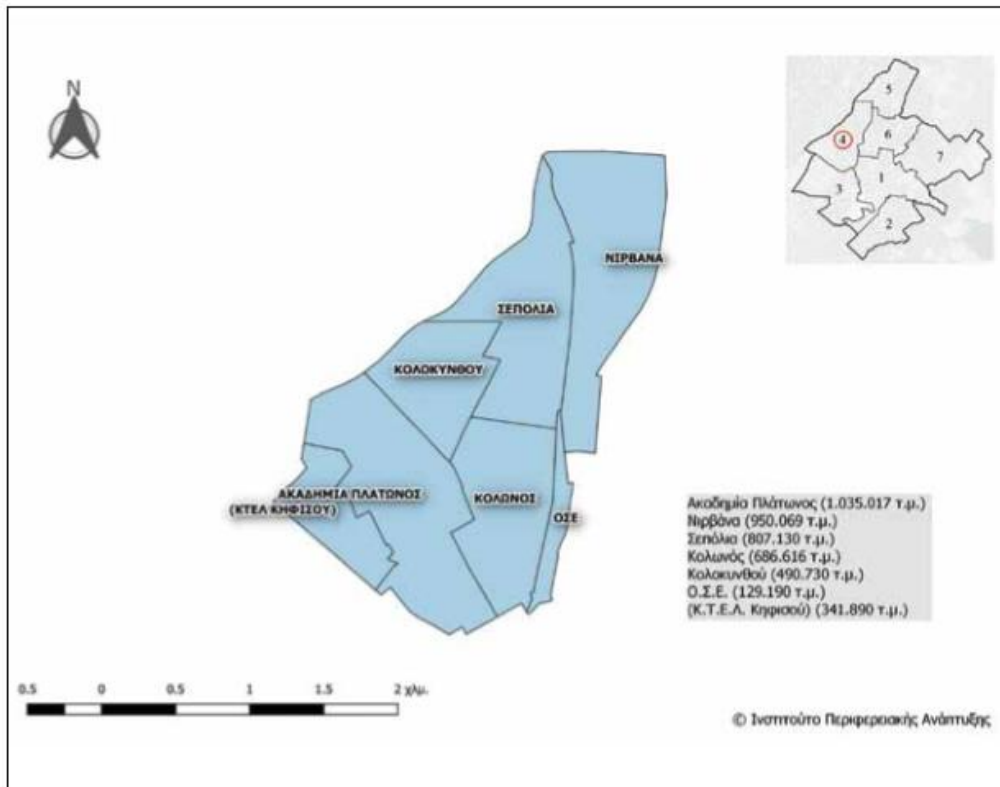 N
5
4
6
7
1
3
2
ΝΙΡΒΑΝΑ
ΣΕΠΟΛΙΑ
ΚΟΛΟΚΥΝΘΟΥ
ΑΚΑΔΗΜΙΑ ΠΛΑΤΩΝΟΣ
(ΚΤΕΛ ΚΗΦΙΣΟΥ)
ΚΟΛΩΝΟΣ
ΟΣΕ
Ακαδημία Πλάτωνος (1.035.017 τ.μ.)
Νιρβάνα (950.069 τ.μ.)
Σεπόλια (807.130 τ.μ.)
Κολωνός (686.616 τ.μ.)
Κολοκυνθού (490.730 τ.μ.)
Ο.Σ.Ε. (129.190 τ.μ.)
(Κ.Τ.Ε.Λ. Κηφισού) (341.890 τ.μ.)
0.5 0 0.5 1 1.5 2 χλμ.
© Ινστιτούτο Περιφερειακής Ανάπτυξης